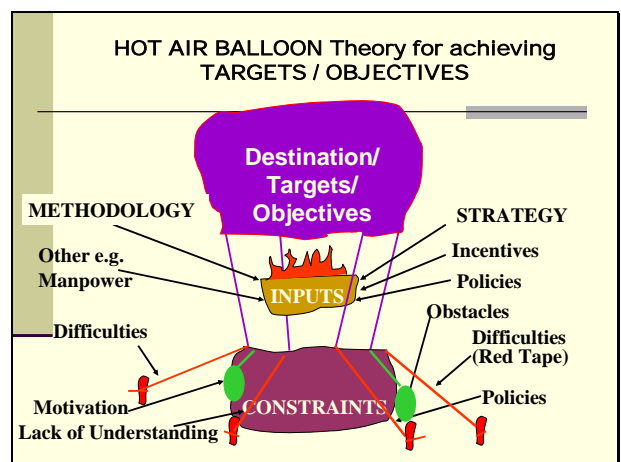 HOT AIR BALLOON Theory for achieving
TARGETS / OBJECTIVES
Destination/
Targets/
Objectives
METHODOLOGY
STRATEGY
Other e.g.
Manpower
Incentives
INPUTS
Policies
Obstacles
Difficulties
Difficulties
(Red Tape)
Motivation
CONSTRAINTS
Policies
Lack of Understanding